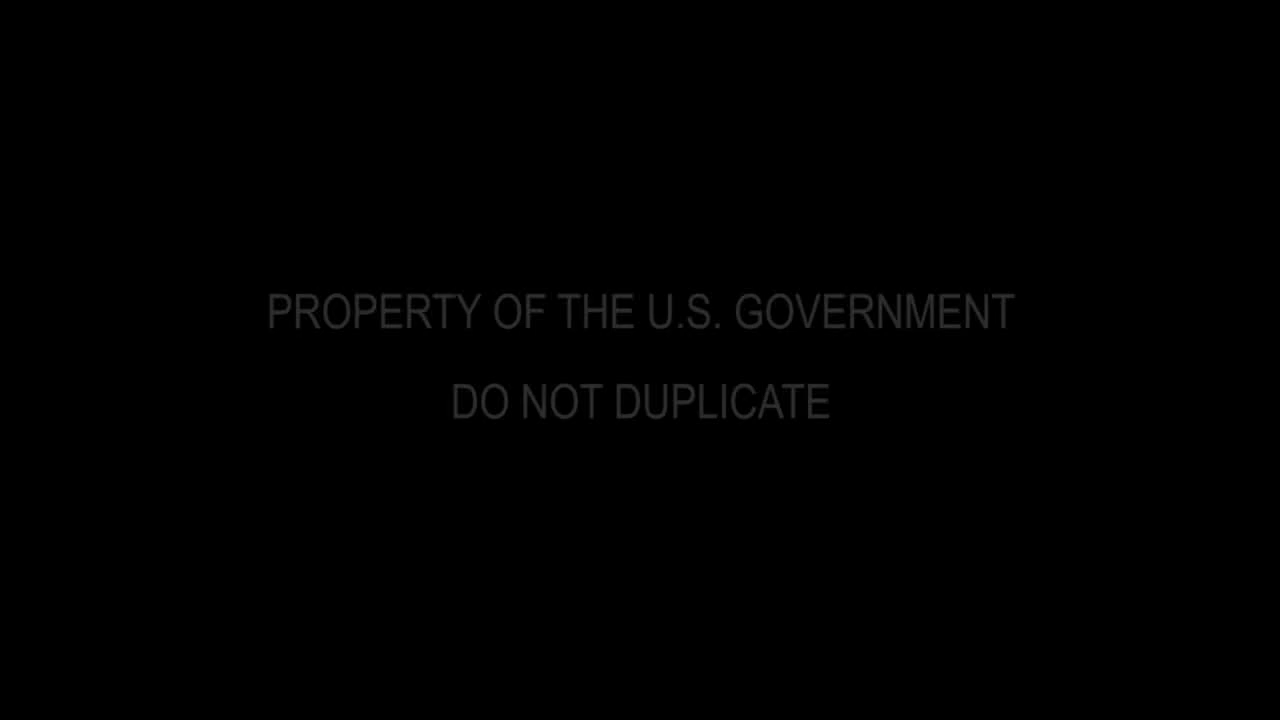 PROPERTY OF THE U.S. GOVERNMENT
DO NOT DUPLICATE